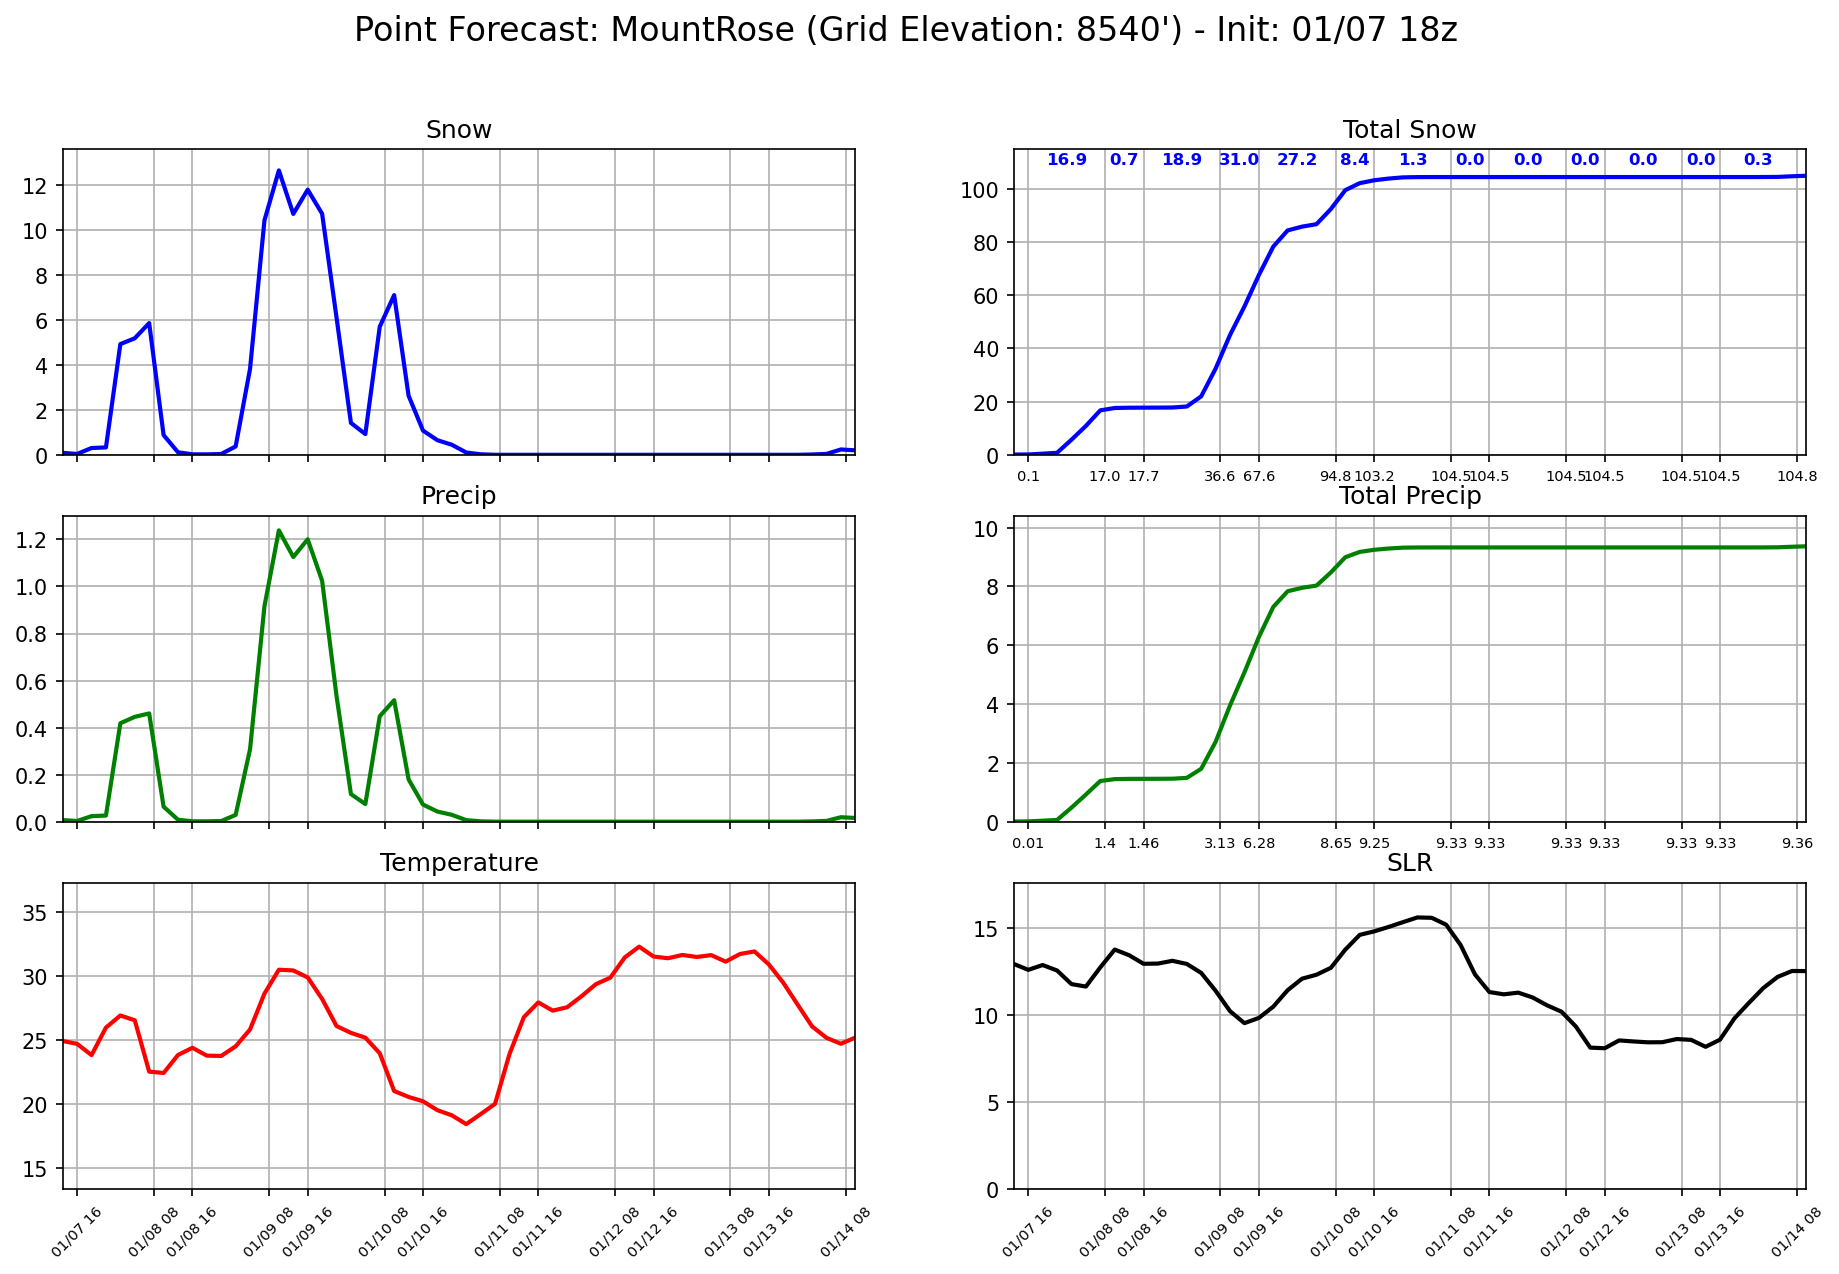 Point Forecast: MountRose (Grid Elevation: 8540') - Init: 01/07 18z
Snow
12
10
8
6
4
2
0
Total Snow
16.9 0.7 18.9 31.0 27.2 8.4 1.3 0.0 0.0 0.0 0.0 0.0 0.3
100
80
60
40
20
0
0.1 17.0 17.7 36.6 67.6 94.8 103.2 104.5 104.5 104.5 104.5 104.5 104.5 104.8
Precip
1.2
1.0
0.8
0.6
0.4
0.2
0.0
Total Precip
10
8
6
4
2
0
0.01 1.4 1.46 3.13 6.28 8.65 9.25 9.33 9.33 9.33 9.33 9.33 9.33 9.36
Temperature
35
30
25
20
15
01/07 16 01/08 08 01/08 16 01/09 08 01/09 16 01/10 08 01/10 16 01/11 08 01/11 16 01/12 08 01/12 16 01/13 08 01/13 16 01/14 08
SLR
15
10
5
0
01/07 16 01/08 08 01/08 16 01/09 08 01/09 16 01/10 08 01/10 16 01/11 08 01/11 16 01/12 08 01/12 16 01/13 08 01/13 16 01/14 08